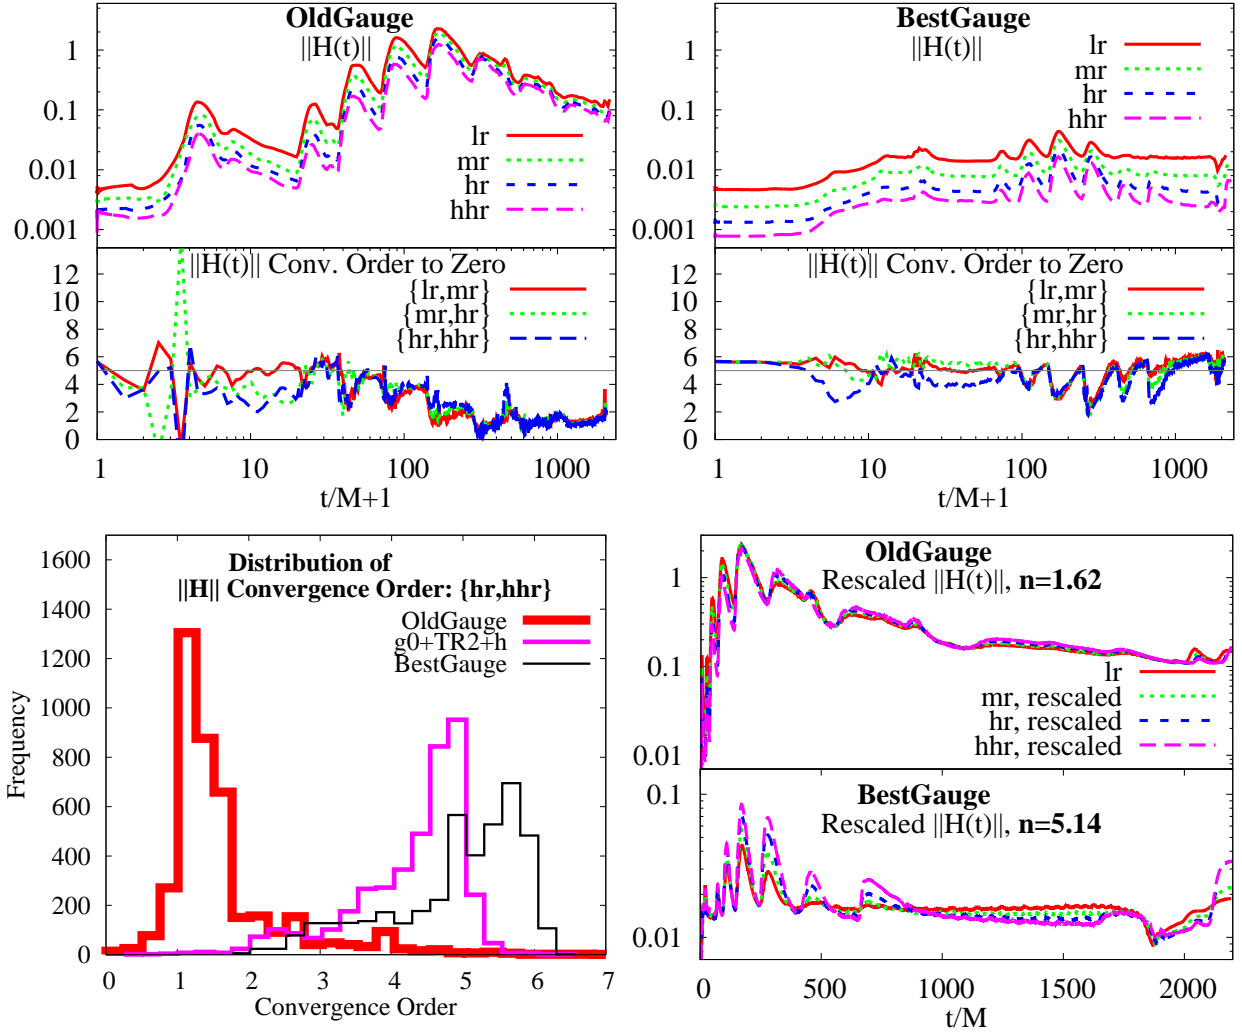 OldGauge
||H(t)||
1
0.1
0.01
0.001
lr
mr
hr
hhr
||H(t)|| Conv. Order to Zero
{lr,mr}
{mr,hr}
{hr,hhr}
12
10
8
6
4
2
0
1 10 100 1000
t/M+1
BestGauge
||H(t)||
1
0.1
0.01
0.001
lr
mr
hr
hhr
||H(t)|| Conv. Order to Zero
{lr,mr}
{mr,hr}
{hr,hhr}
12
10
8
6
4
2
0
1 10 100 1000
t/M+1
Distribution of
||H|| Convergence Order: {hr,hhr}
OldGauge
g0+TR2+h
BestGauge
Frequency
1600
1400
1200
1000
800
600
400
200
0
0 1 2 3 4 5 6 7
Convergence Order
OldGauge
Rescaled ||H(t)||, n=1.62
1
0.1
0.01
lr
mr, rescaled
hr, rescaled
hhr, rescaled
BestGauge
Rescaled ||H(t)||, n=5.14
0.1
0.01
0 500 1000 1500 2000
t/M